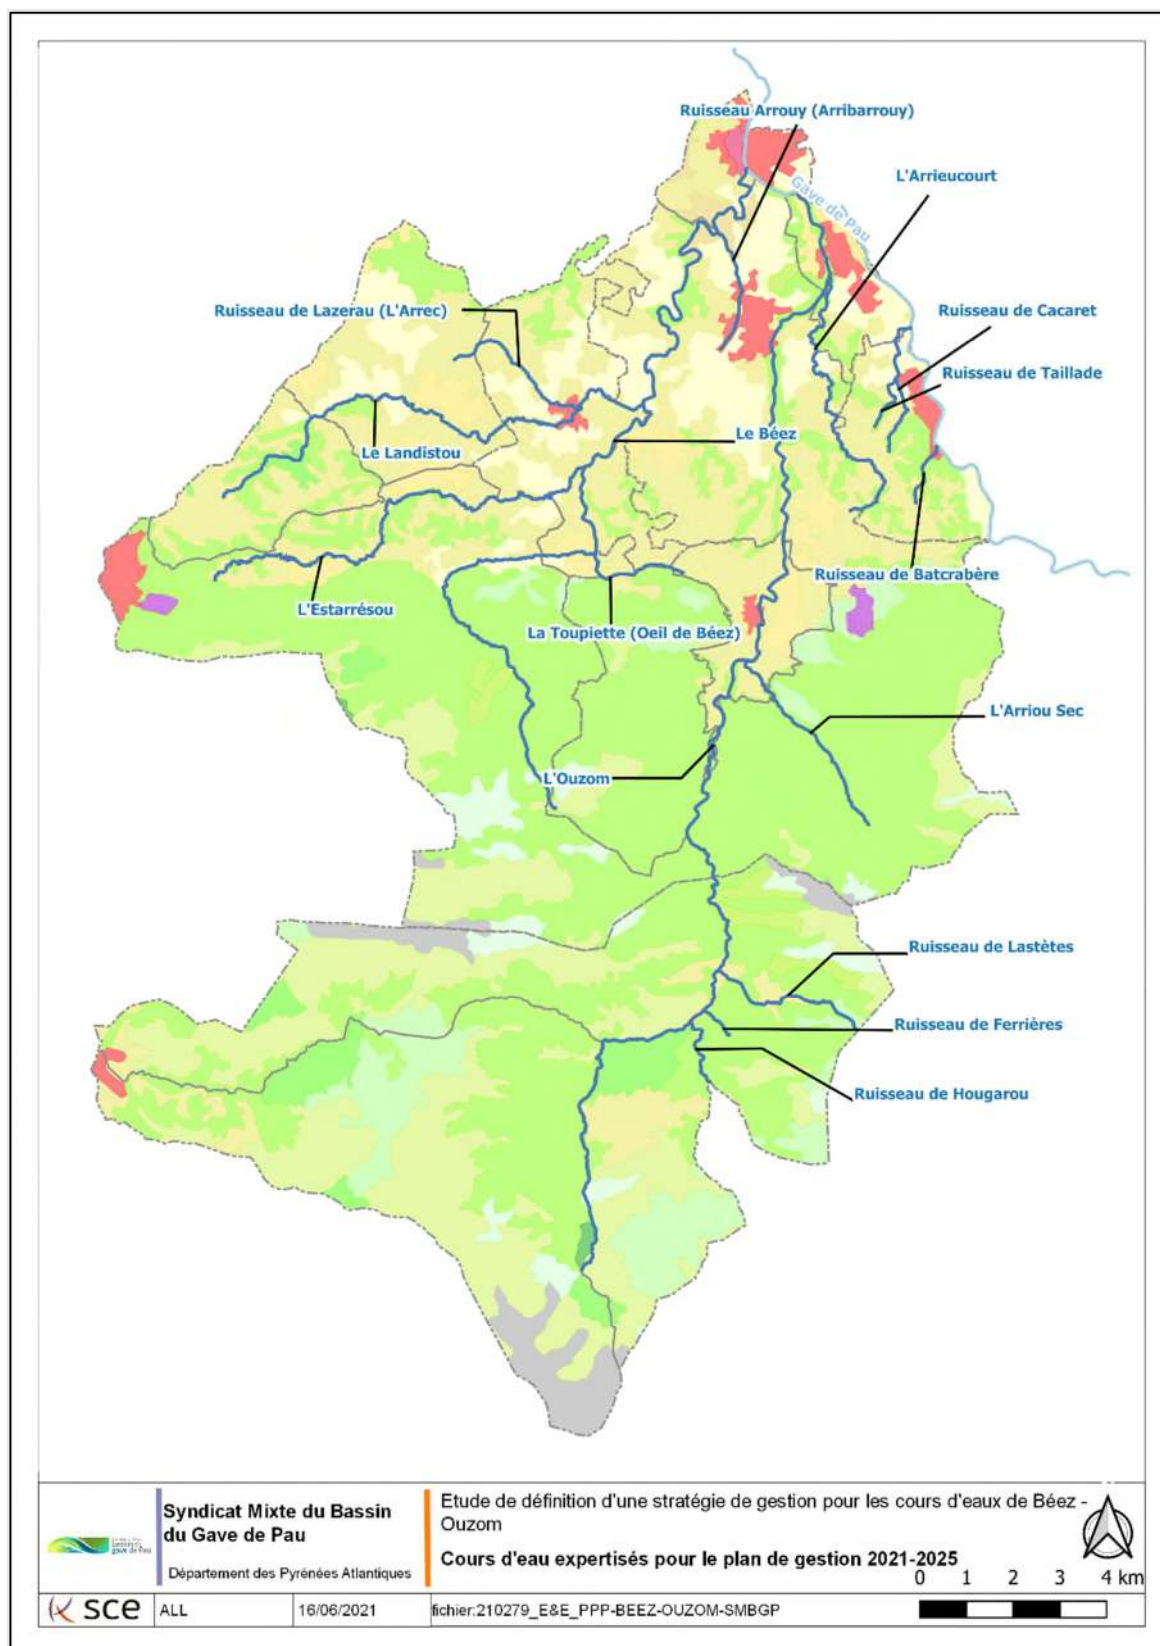 Ruisseau Arrouy (Arribarrouy)
L'Arrieucourt
Gave de Pau
Ruisseau de Lazerau (L'Arrec)
Ruisseau de Cacaret
Ruisseau de Taillade
Le Landistou
Le Béez
Ruisseau de Batcrabère
L'Estarrésou
La Toupiette (Oeil de Béez)
L'Arriou Sec
L'Ouzom
Ruisseau de Lastètes
Ruisseau de Ferrières
Ruisseau de Hougarou
Syndicat Mixte du Bassin
du Gave de Pau
Département des Pyrénées Atlantiques
Etude de définition d'une stratégie de gestion pour les cours d'eaux de Béez -
Ouzom
Cours d'eau expertisés pour le plan de gestion 2021-2025
0 1 2 3 4 km
gave de Pau
sce
ALL
16/06/2021
fichier:210279_E&E_PPP-BEEZ-OUZOM-SMBGP